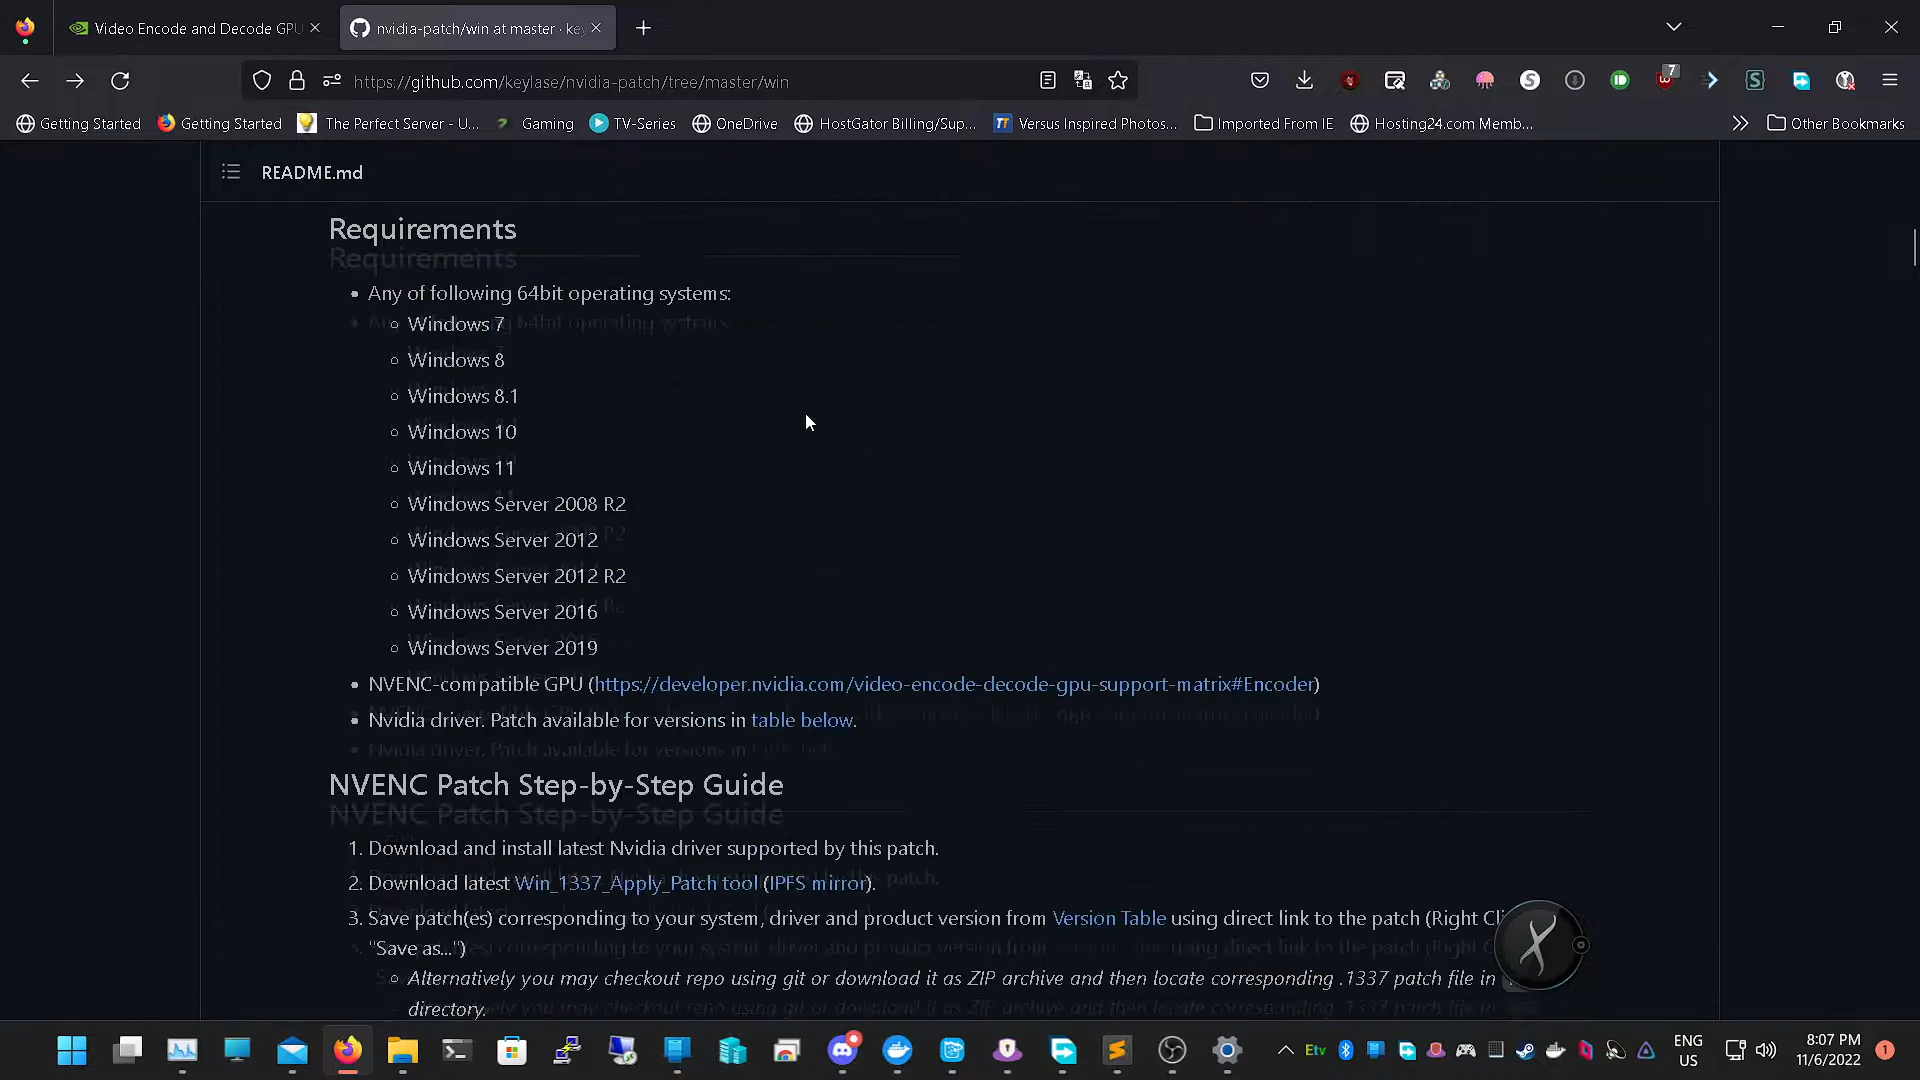 Video Encode and Decode GPU
nvidia-patch/win at master · key
https://github.com/keylase/nvidia-patch/tree/master/win
7
Getting Started
Getting Started
The Perfect Server - U...
Gaming
TV-Series
OneDrive
HostGator Billing/Sup...
Versus Inspired Photos...
Imported From IE
Hosting24.com Memb...
Other Bookmarks
README.md
Requirements
Any of following 64bit operating systems:
Windows 7
Windows 8
Windows 8.1
Windows 10
Windows 11
Windows Server 2008 R2
Windows Server 2012
Windows Server 2012 R2
Windows Server 2016
Windows Server 2019
NVENC-compatible GPU (https://developer.nvidia.com/video-encode-decode-gpu-support-matrix#Encoder)
Nvidia driver. Patch available for versions in table below.
NVENC Patch Step-by-Step Guide
1. Download and install latest Nvidia driver supported by this patch.
2. Download latest Win_1337_Apply_Patch tool (IPFS mirror).
3. Save patch(es) corresponding to your system, driver and product version from Version Table using direct link to the patch (Right Cli
"Save as...")
Alternatively you may checkout repo using git or download it as ZIP archive and then locate corresponding .1337 patch file in
directory.
Etv
ENG
US
8:07 PM
11/6/2022
1